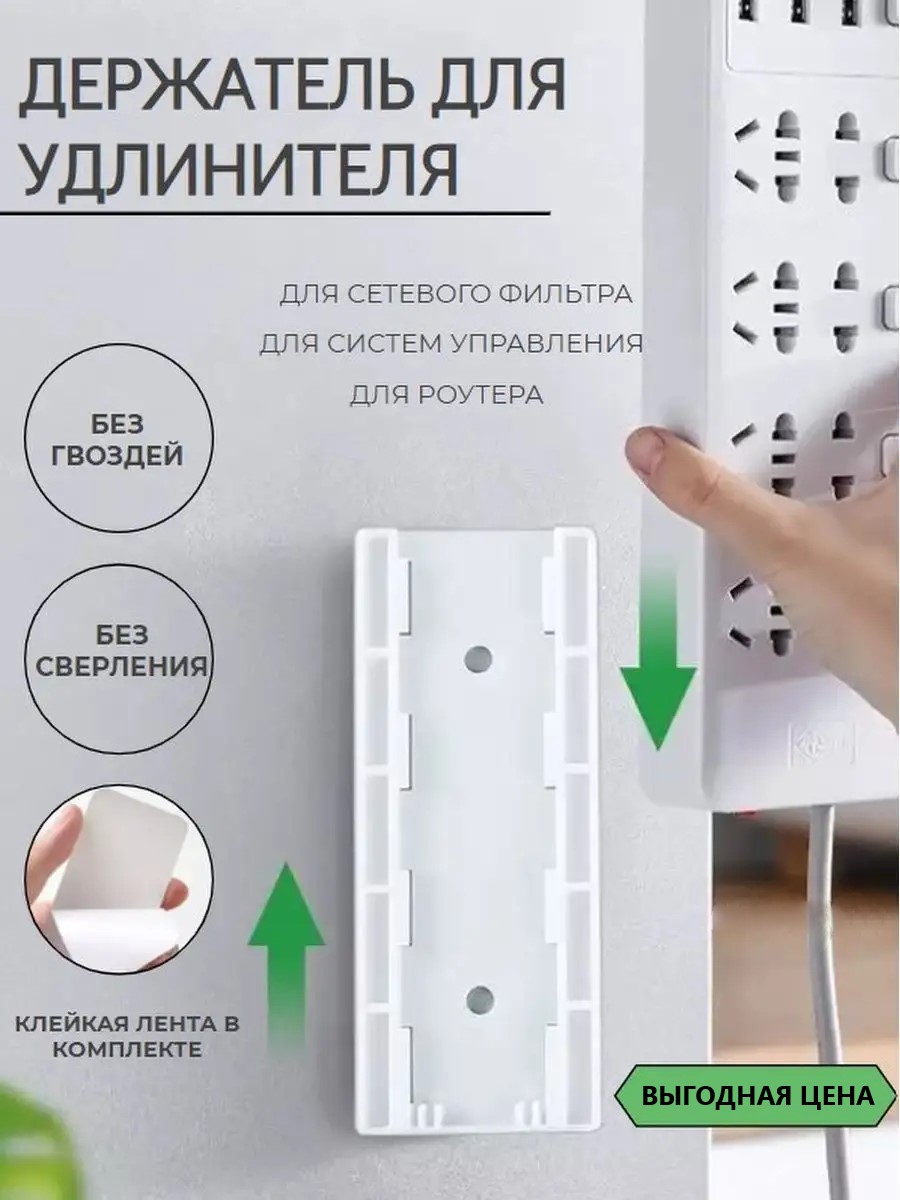 ДЕРЖАТЕЛЬ ДЛЯ
УДЛИНИТЕЛЯ
ДЛЯ СЕТЕВОГО ФИЛЬТРА
ДЛЯ СИСТЕМ УПРАВЛЕНИЯ
ДЛЯ РОУТЕРА
БЕЗ
ГВОЗДЕЙ
БЕЗ
СВЕРЛЕНИЯ
КЛЕЙКАЯ ЛЕНТА В
КОМПЛЕКТЕ
ВЫГОДНАЯ ЦЕНА